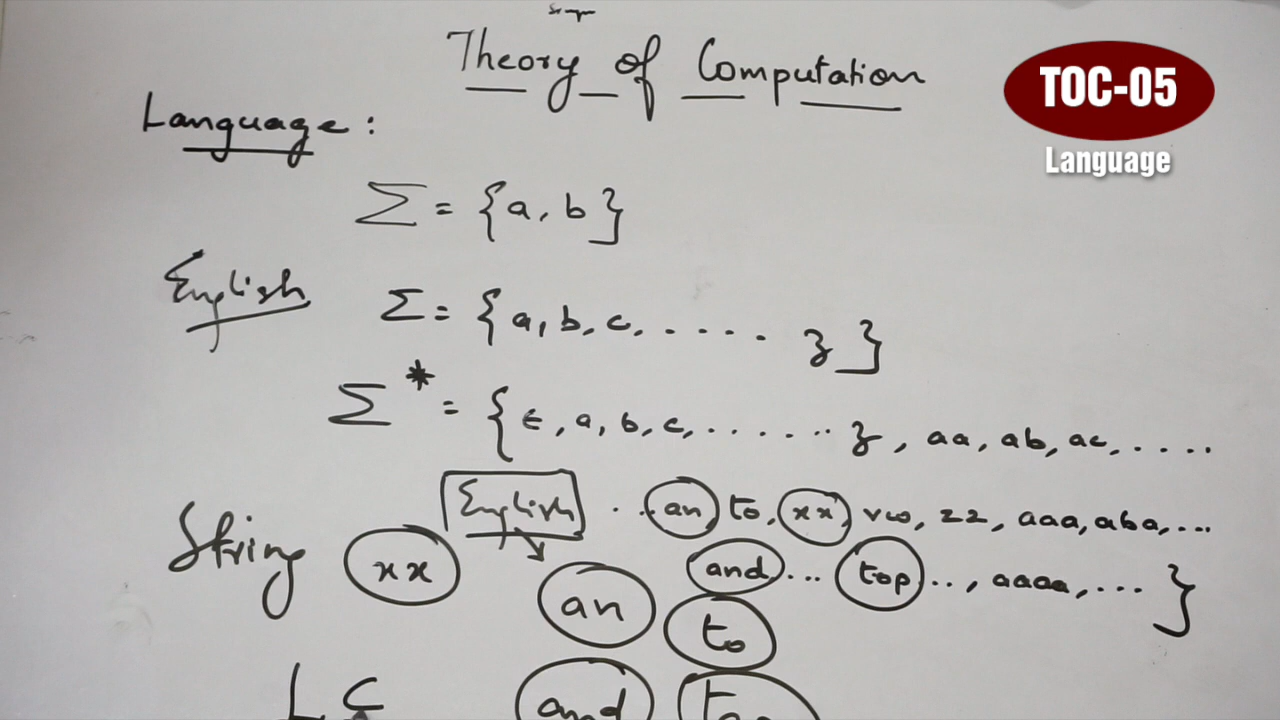 Theory of Computation
TOC-05
Language
Language :
Σ = {a, b}
English Σ = {a, b, c, ..... z}
Σ* = {ε, a, b, c, ....... z, aa, ab, ac, ....
English ... an to, xx, vw, zz, aaa, aba, ...
String xx and ... top .., aaaa, ... }
an to
L ⊆ and